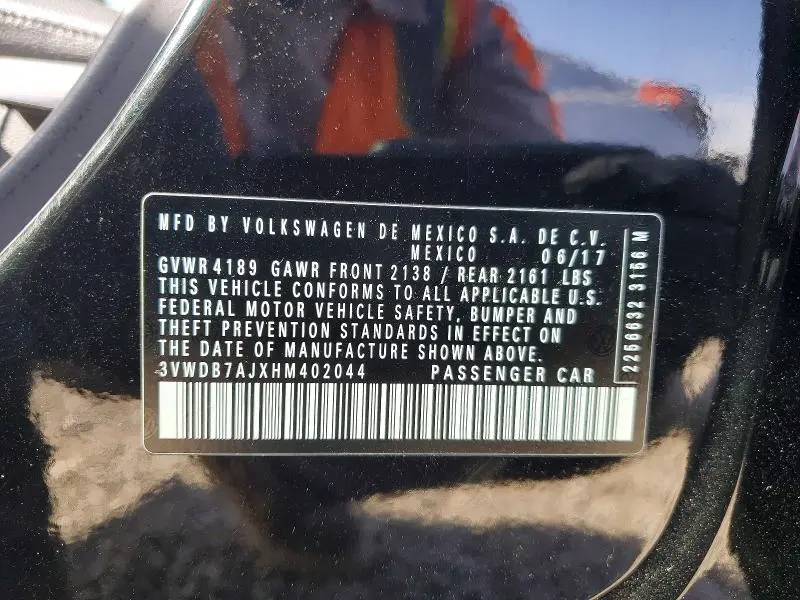 MFD BY VOLKSWAGEN DE MEXICO S.A. DE C.V.
MEXICO 06/17
GVWR 4189 GAWR FRONT 2138 / REAR 2161 LBS
THIS VEHICLE CONFORMS TO ALL APPLICABLE U.S.
FEDERAL MOTOR VEHICLE SAFETY, BUMPER AND
THEFT PREVENTION STANDARDS IN EFFECT ON
THE DATE OF MANUFACTURE SHOWN ABOVE.
3VWDB7AJXHM402044 PASSENGER CAR
2266632 3156 M